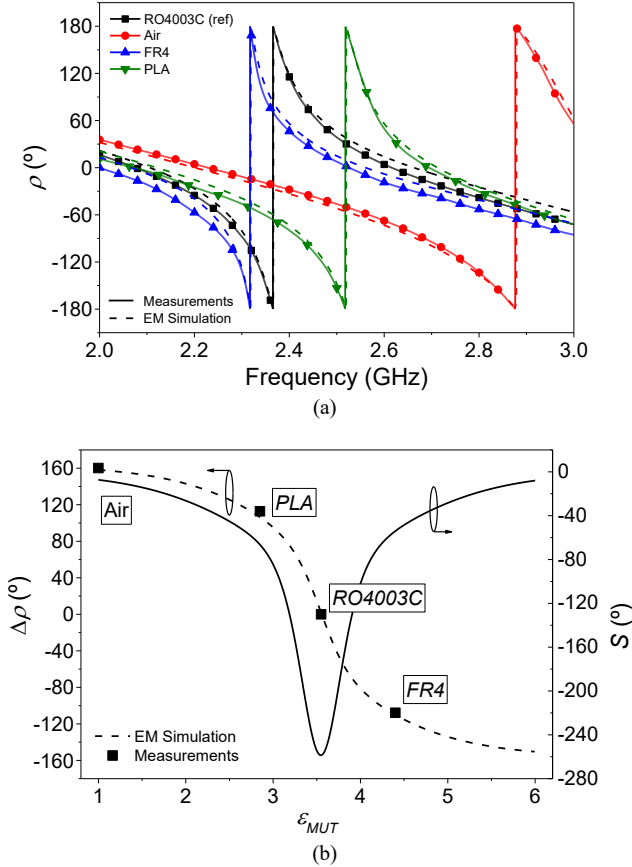 RO4003C (ref)
Air
FR4
PLA
180
120
60
0
-60
-120
-180
ρ (º)
Measurements
EM Simulation
2.0 2.2 2.4 2.6 2.8 3.0
Frequency (GHz)
(a)
160
120
80
40
0
-40
-80
-120
-160
Δρ (º)
Air
PLA
RO4003C
FR4
EM Simulation
Measurements
0
-40
-80
-120
-160
-200
-240
-280
S (º)
1 2 3 4 5 6
εMUT
(b)